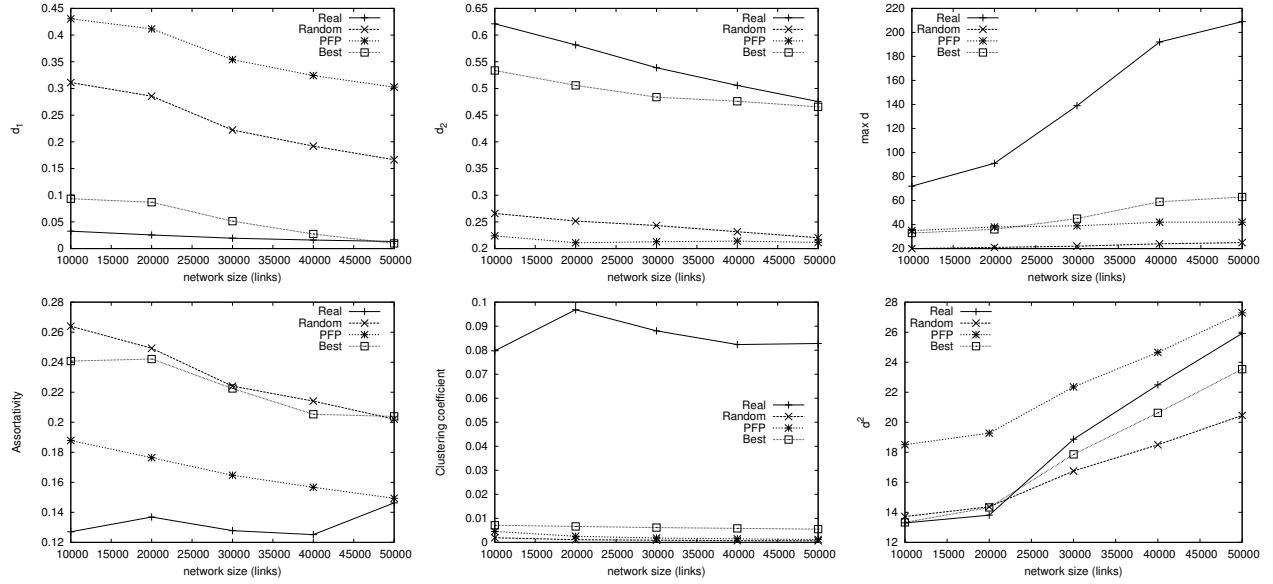 0.45
0.4
0.35
0.3
0.25
0.2
0.15
0.1
0.05
0
d1
10000 15000 20000 25000 30000 35000 40000 45000 50000
network size (links)
Real
Random
PFP
Best
0.65
0.6
0.55
0.5
0.45
0.4
0.35
0.3
0.25
0.2
d2
10000 15000 20000 25000 30000 35000 40000 45000 50000
network size (links)
Real
Random
PFP
Best
220
200
180
160
140
120
100
80
60
40
20
max d
10000 15000 20000 25000 30000 35000 40000 45000 50000
network size (links)
Real
Random
PFP
Best
0.28
0.26
0.24
0.22
0.2
0.18
0.16
0.14
0.12
Assortativity
10000 15000 20000 25000 30000 35000 40000 45000 50000
network size (links)
Real
Random
PFP
Best
0.1
0.09
0.08
0.07
0.06
0.05
0.04
0.03
0.02
0.01
0
Clustering coefficient
10000 15000 20000 25000 30000 35000 40000 45000 50000
network size (links)
Real
Random
PFP
Best
28
26
24
22
20
18
16
14
12
d²
10000 15000 20000 25000 30000 35000 40000 45000 50000
network size (links)
Real
Random
PFP
Best